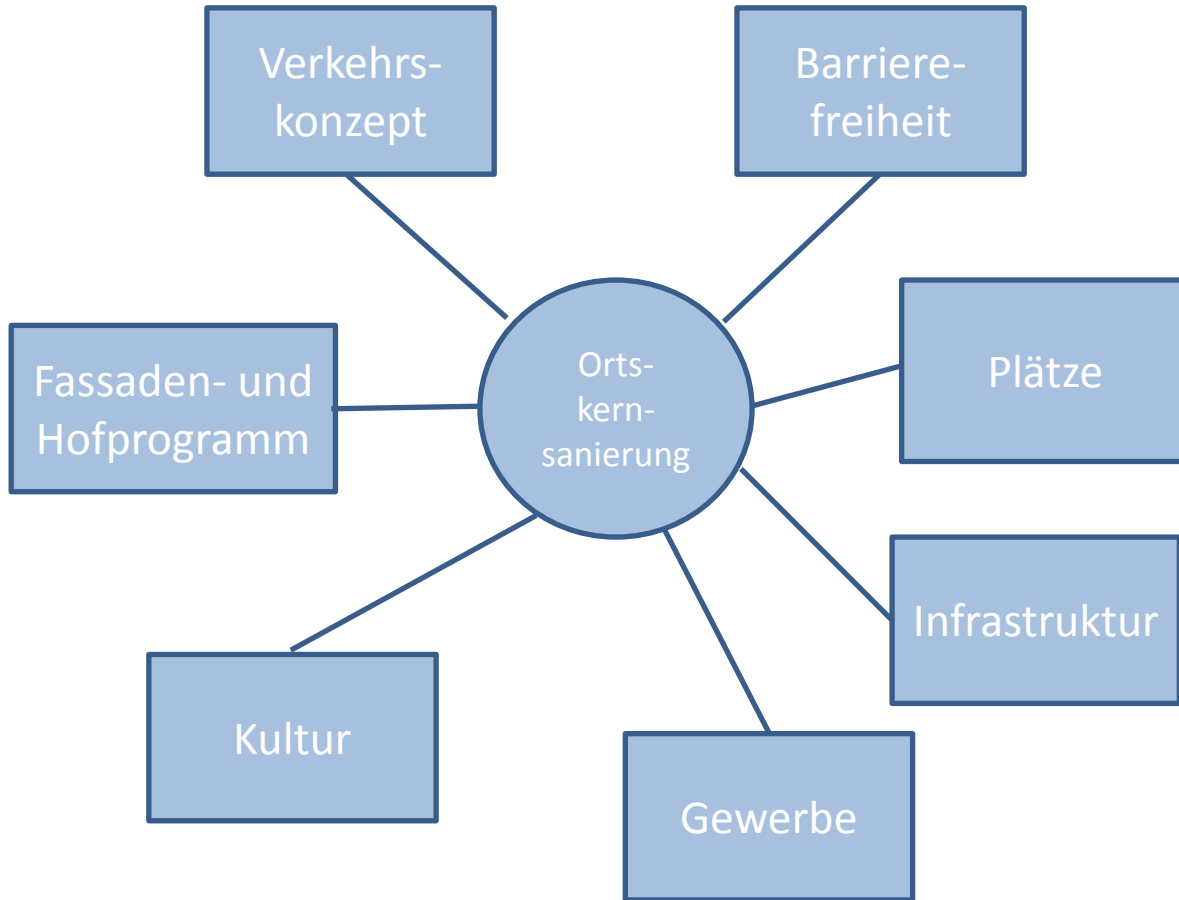 Verkehrs-
konzept
Barriere-
freiheit
Fassaden- und
Hofprogramm
Orts-
kern-
sanierung
Plätze
Infrastruktur
Kultur
Gewerbe